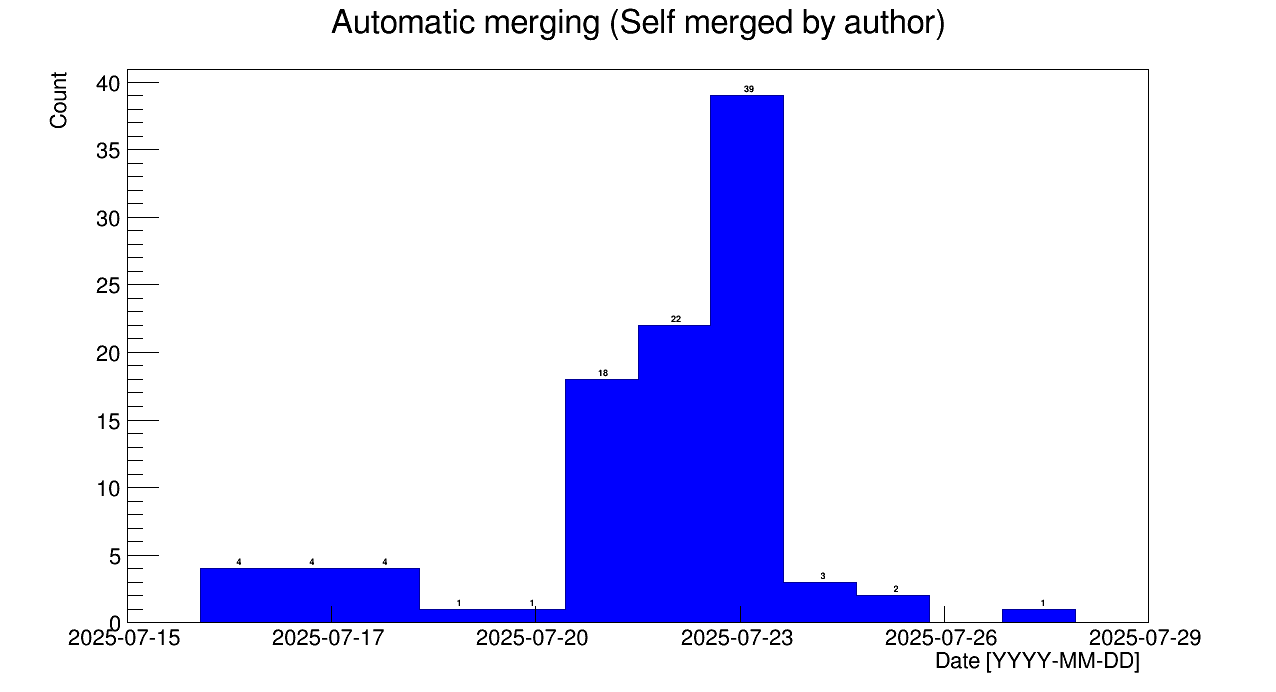 Automatic merging (Self merged by author)
Count
40
35
30
25
20
15
10
5
0
39
22
18
4 4 4
3
2
1 1 1
2025-07-15 2025-07-17 2025-07-20 2025-07-23 2025-07-26 2025-07-29
Date [YYYY-MM-DD]